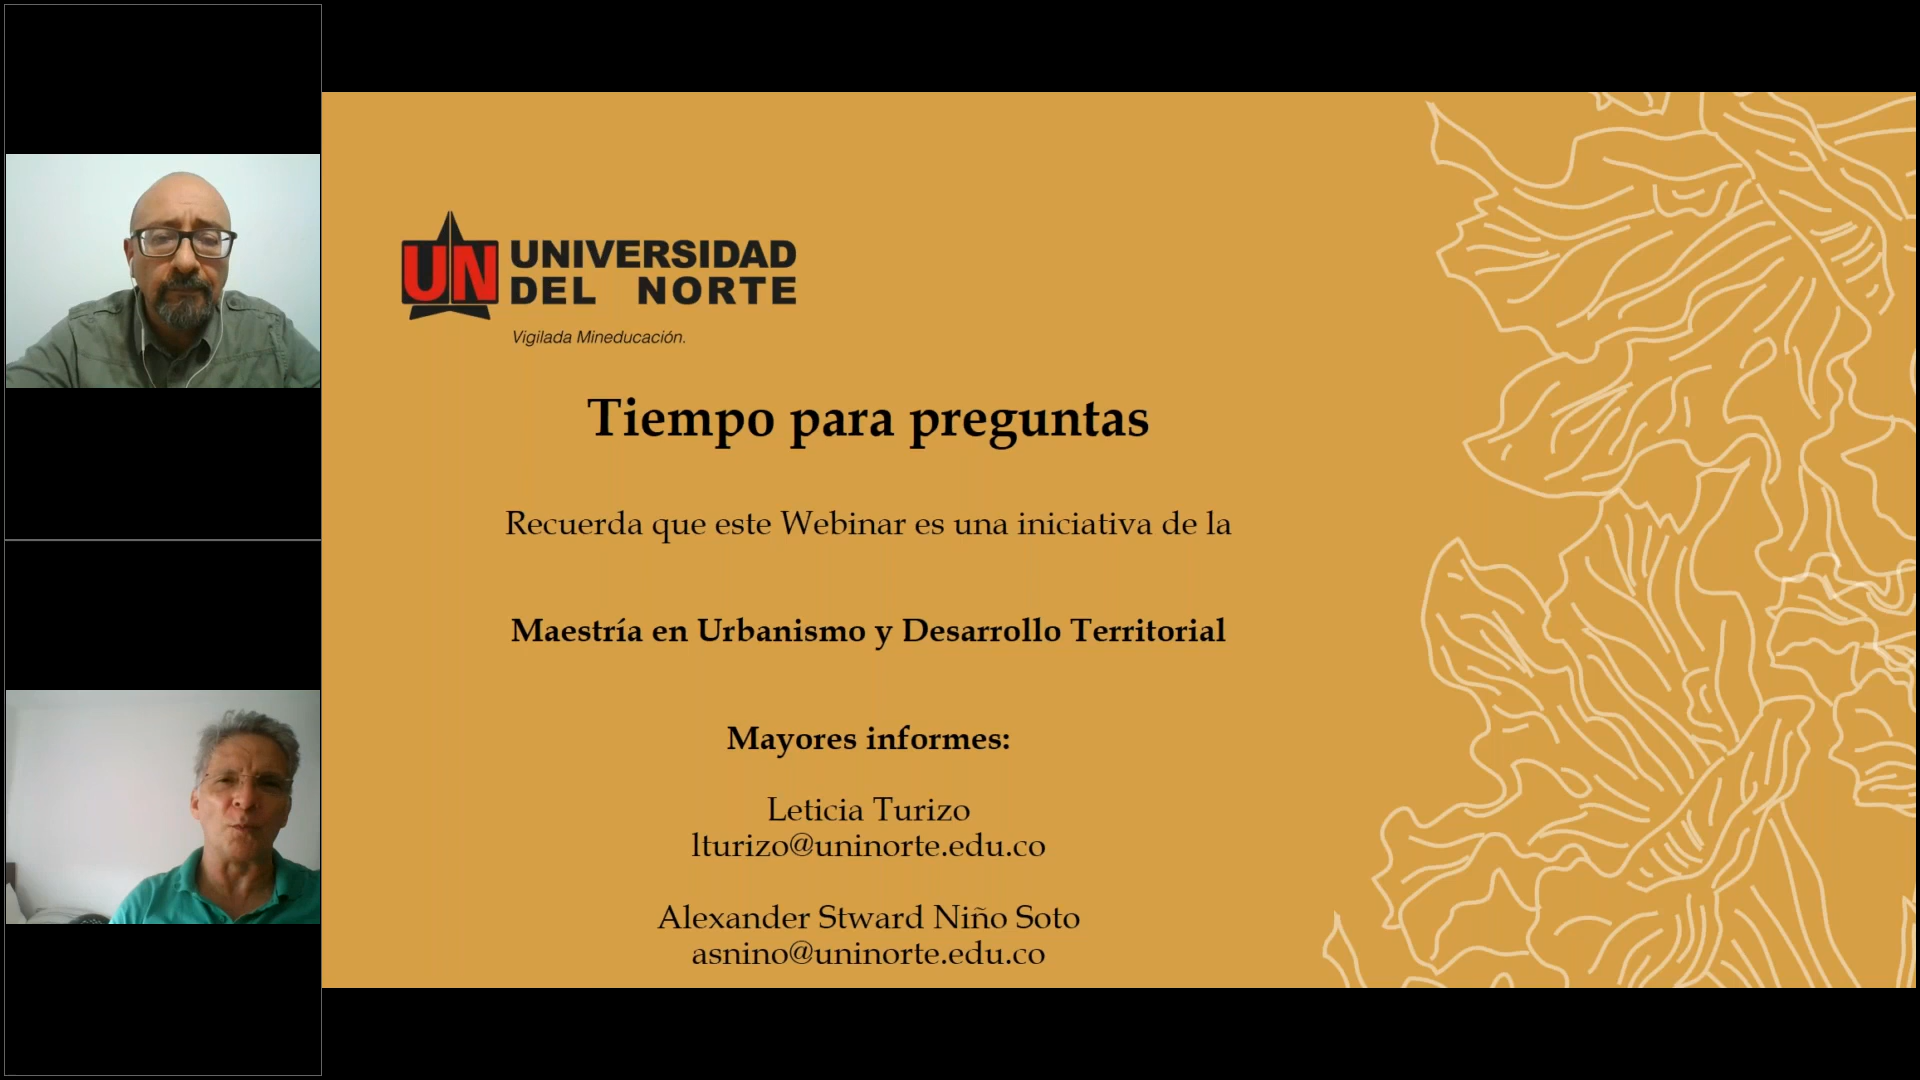 UN UNIVERSIDAD
DEL NORTE
Vigilada Mineducación.
Tiempo para preguntas
Recuerda que este Webinar es una iniciativa de la
Maestría en Urbanismo y Desarrollo Territorial
Mayores informes:
Leticia Turizo
lturizo@uninorte.edu.co
Alexander Stward Niño Soto
asnino@uninorte.edu.co